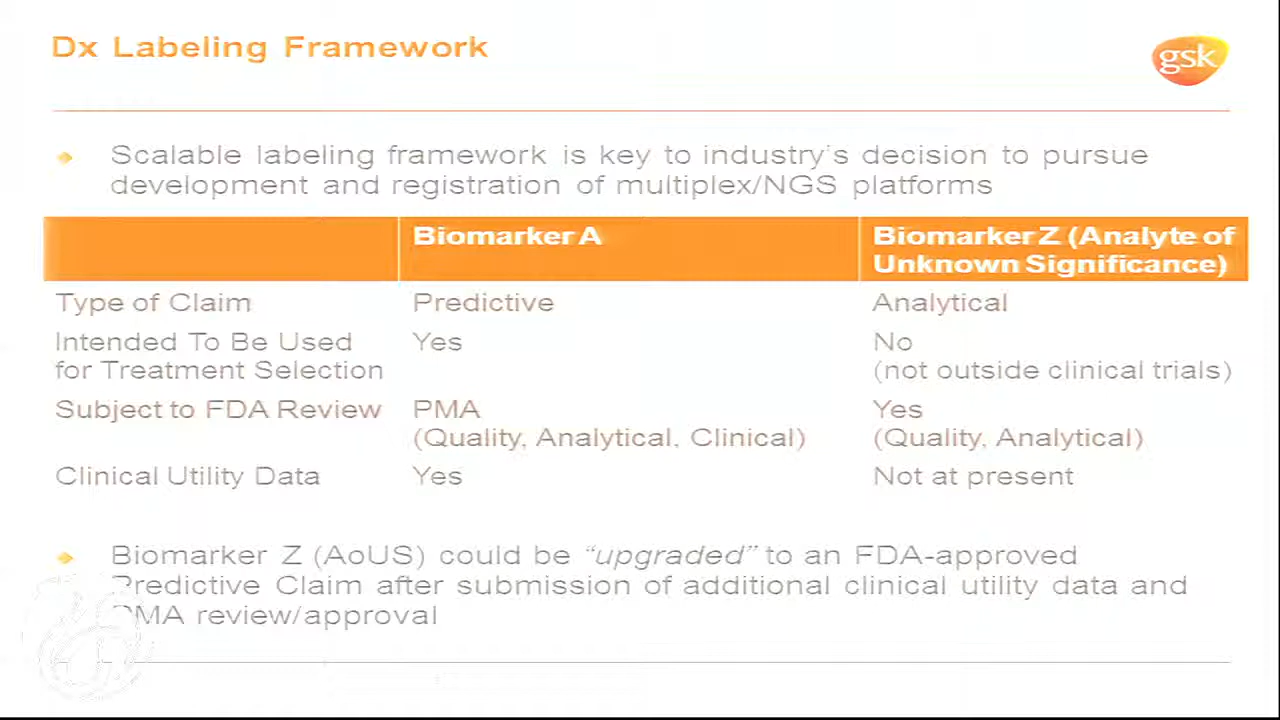 Dx Labeling Framework
gsk
Scalable labeling framework is key to industry's decision to pursue
development and registration of multiplex/NGS platforms
Biomarker A
Biomarker Z (Analyte of
Unknown Significance)
Type of Claim
Predictive
Analytical
Intended To Be Used
for Treatment Selection
Yes
No
(not outside clinical trials)
Subject to FDA Review
PMA
(Quality, Analytical, Clinical)
Yes
(Quality, Analytical)
Clinical Utility Data
Yes
Not at present
Biomarker Z (AoUS) could be “upgraded” to an FDA-approved
Predictive Claim after submission of additional clinical utility data and
PMA review/approval